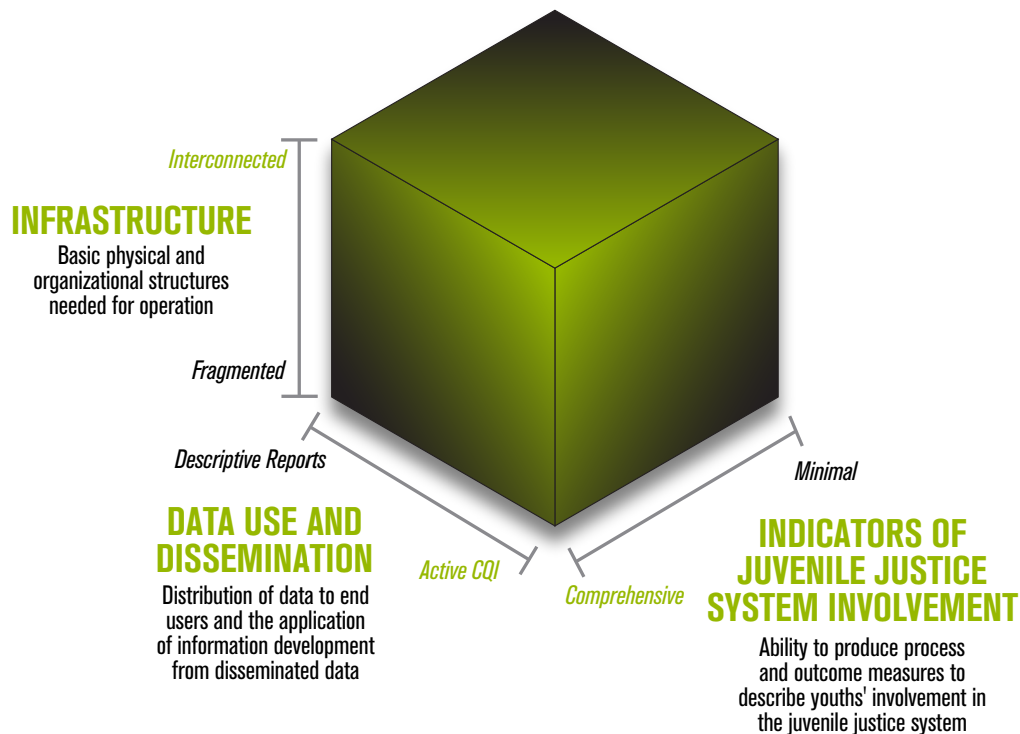 Interconnected
INFRASTRUCTURE
Basic physical and
organizational structures
needed for operation
Fragmented
Descriptive Reports
DATA USE AND
DISSEMINATION
Distribution of data to end
users and the application
of information development
from disseminated data
Active CQI
Comprehensive
Minimal
INDICATORS OF
JUVENILE JUSTICE
SYSTEM INVOLVEMENT
Ability to produce process
and outcome measures to
describe youths' involvement in
the juvenile justice system